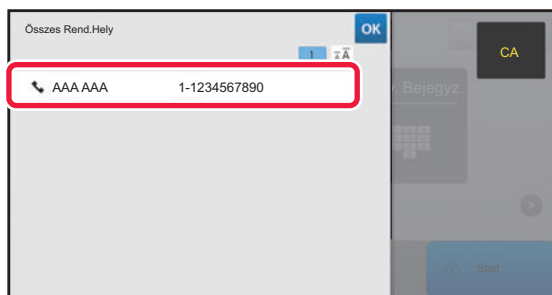 Összes Rend.Hely
OK
CA
1
AAA AAA 1-1234567890
. Bejegyz.
Start